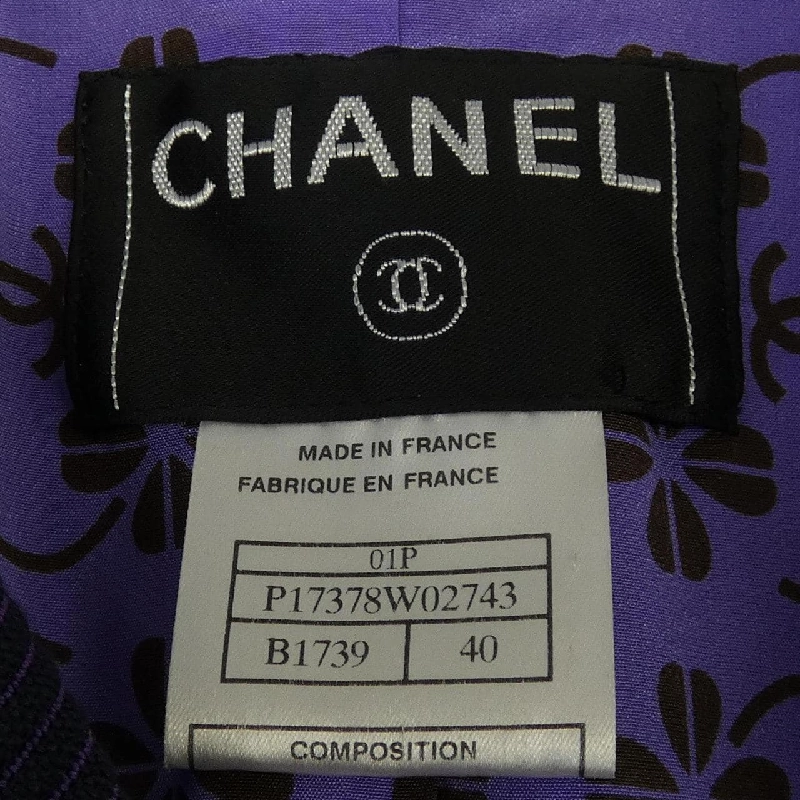 CHANEL
MADE IN FRANCE
FABRIQUE EN FRANCE
01P
P17378W02743
B1739 40
COMPOSITION